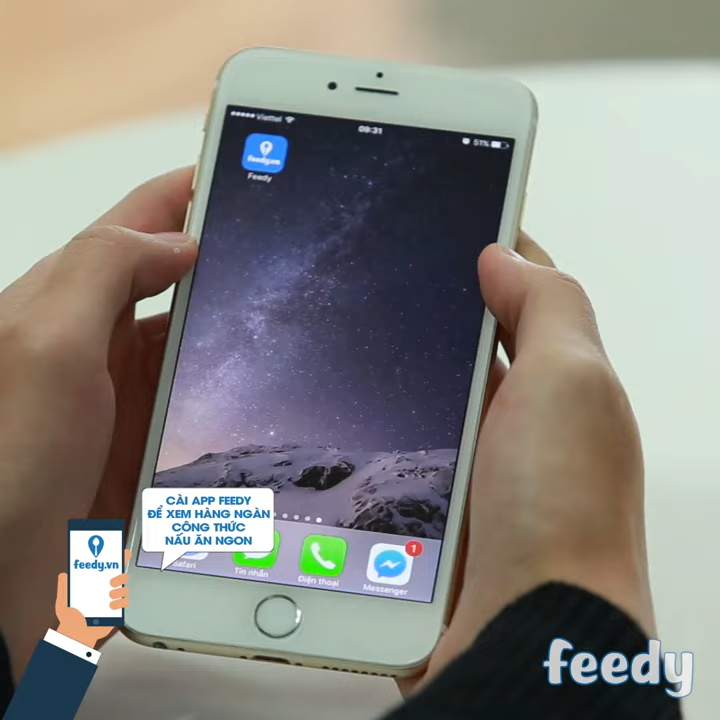 Viettel
09:31
51%
feedy.vn
Feedy
CÀI APP FEEDY
ĐỂ XEM HÀNG NGÀN
CÔNG THỨC
NẤU ĂN NGON
feedy.vn
Safari
Tin nhắn
Điện thoại
1
Messenger
feedy